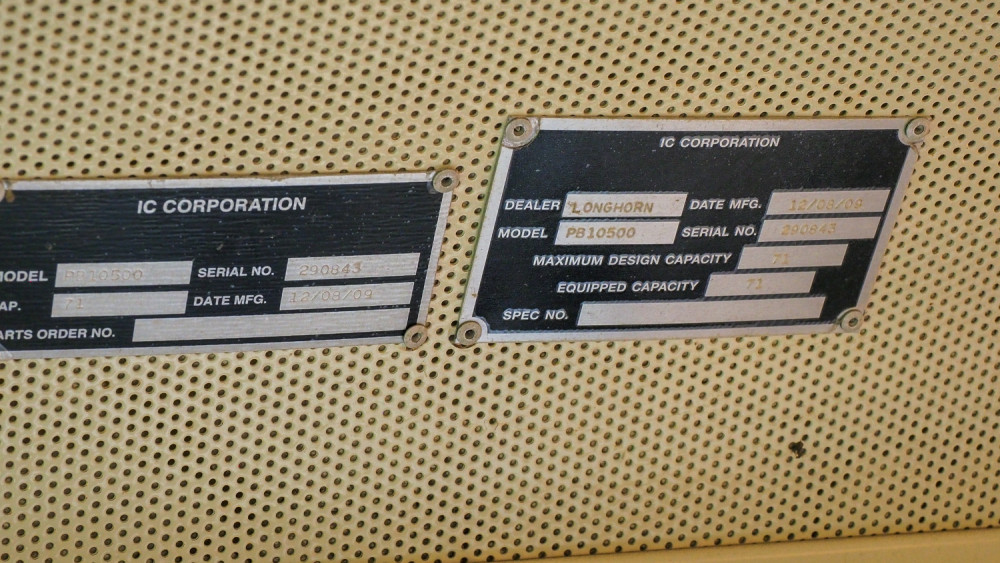 IC CORPORATION
MODEL PB10500 SERIAL NO. 290843
AP. 71 DATE MFG. 12/08/09
ARTS ORDER NO.
IC CORPORATION
DEALER LONGHORN DATE MFG. 12/08/09
MODEL PB10500 SERIAL NO. 290843
MAXIMUM DESIGN CAPACITY 71
EQUIPPED CAPACITY 71
SPEC NO.